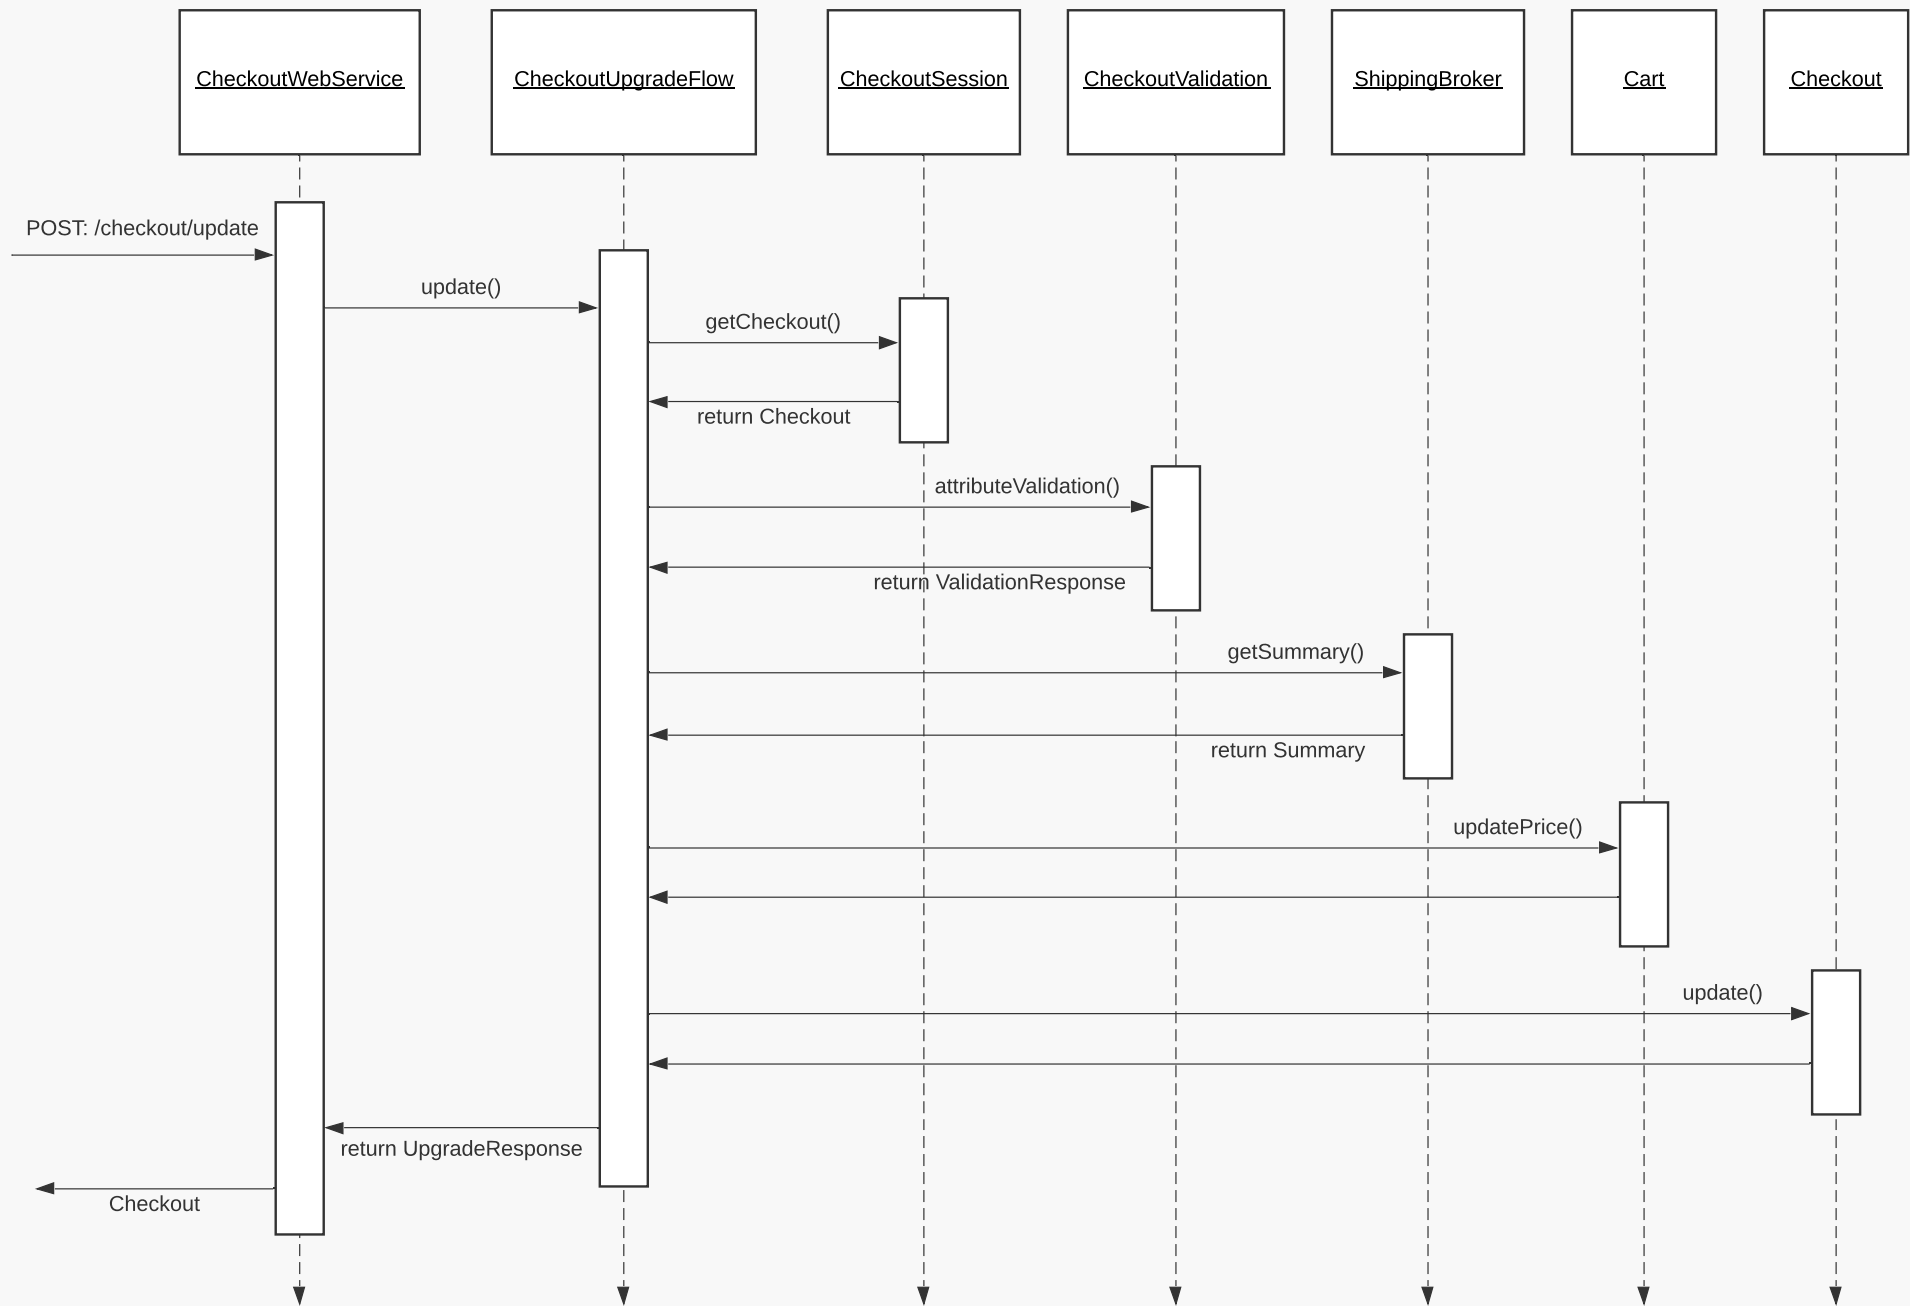 CheckoutWebService
CheckoutUpgradeFlow
CheckoutSession
CheckoutValidation
ShippingBroker
Cart
Checkout
POST: /checkout/update
update()
getCheckout()
return Checkout
attributeValidation()
return ValidationResponse
getSummary()
return Summary
updatePrice()
update()
return UpgradeResponse
Checkout